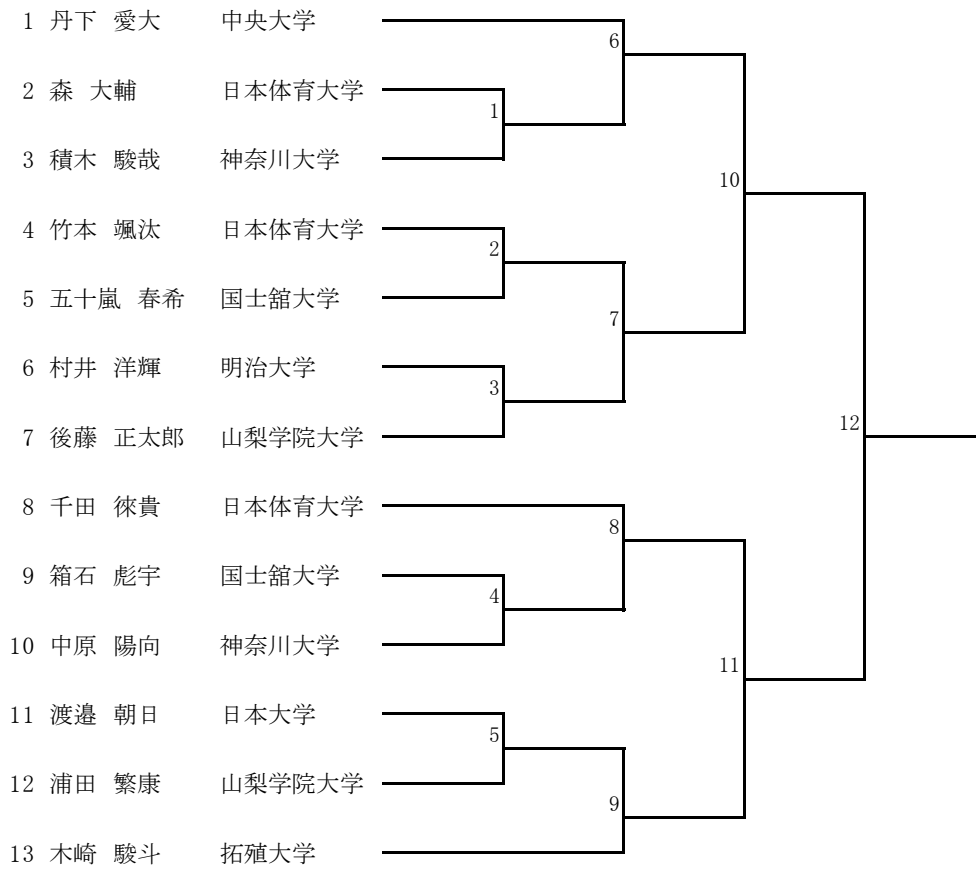 1 丹下 愛大 中央大学
6
2 森 大輔 日本体育大学
1
3 積木 駿哉 神奈川大学
10
4 竹本 颯汰 日本体育大学
2
5 五十嵐 春希 国士舘大学
7
6 村井 洋輝 明治大学
3
12
7 後藤 正太郎 山梨学院大学
8 千田 徠貴 日本体育大学
8
9 箱石 彪宇 国士舘大学
4
10 中原 陽向 神奈川大学
11
11 渡邉 朝日 日本大学
5
12 浦田 繁康 山梨学院大学
9
13 木崎 駿斗 拓殖大学